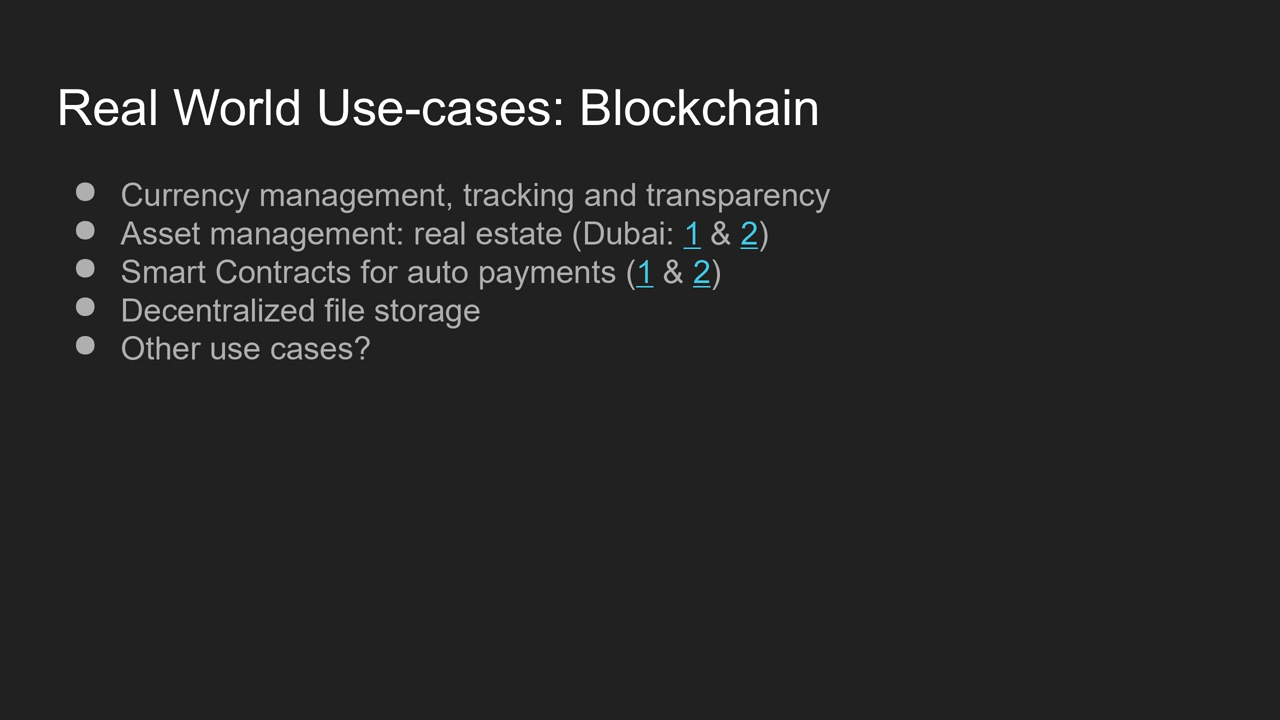 Real World Use-cases: Blockchain
● Currency management, tracking and transparency
● Asset management: real estate (Dubai: 1 & 2)
● Smart Contracts for auto payments (1 & 2)
● Decentralized file storage
● Other use cases?